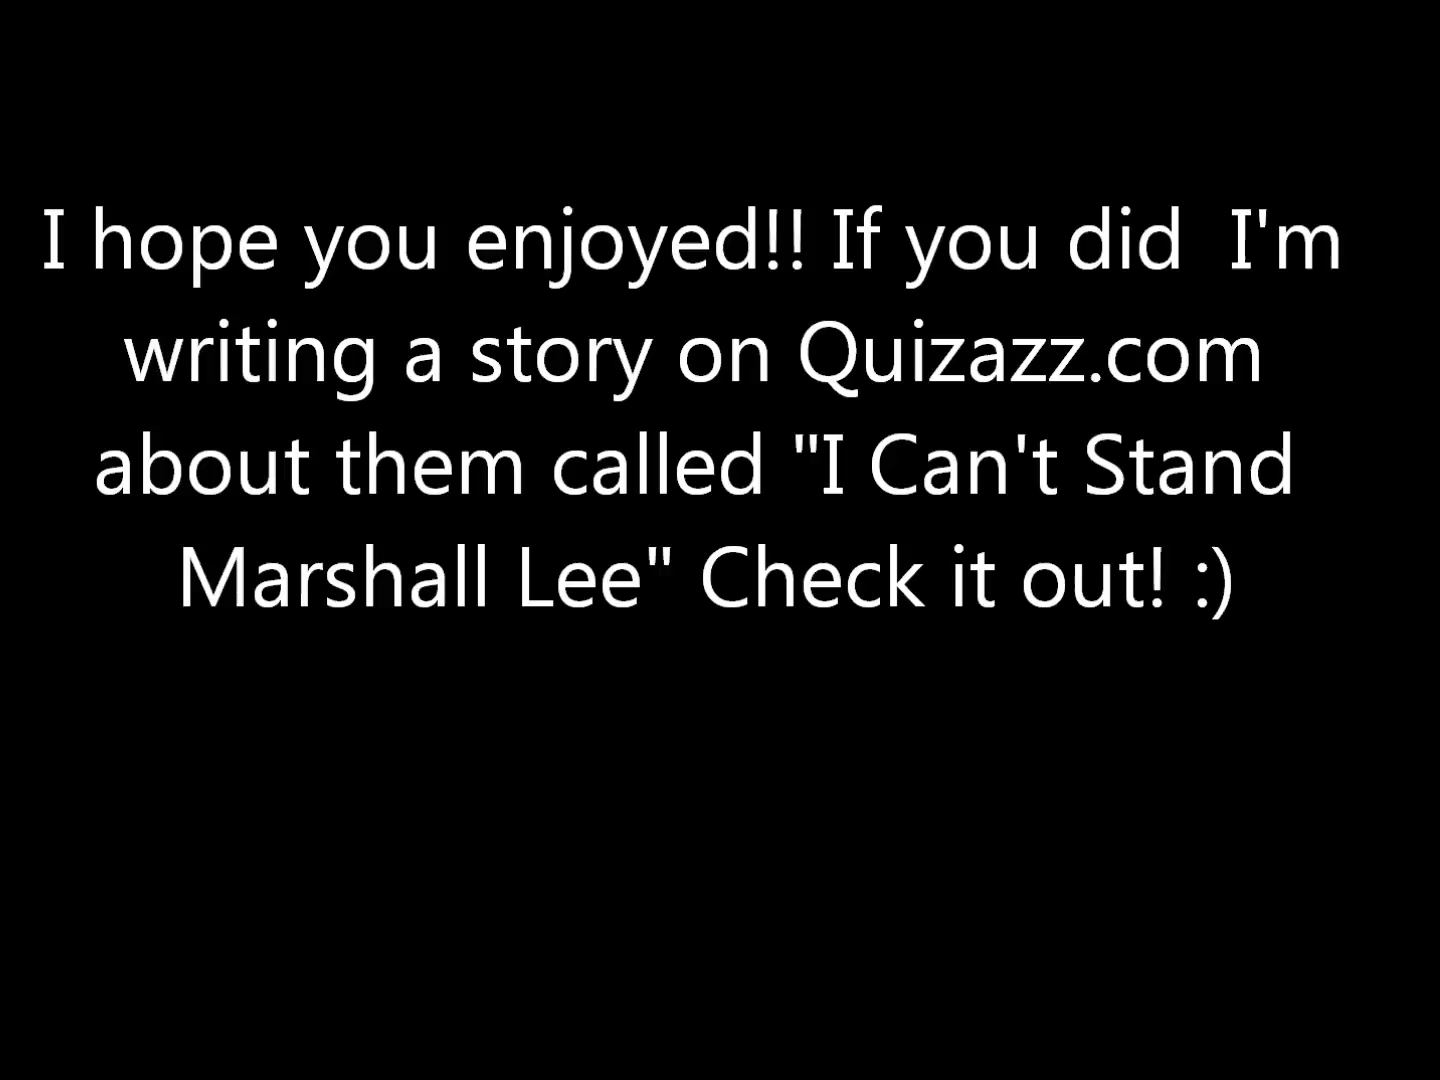 I hope you enjoyed!! If you did  I'm
writing a story on Quizazz.com
about them called "I Can't Stand
Marshall Lee" Check it out! :)